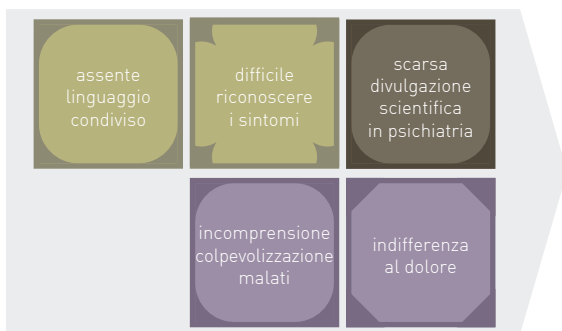 assente
linguaggio
condiviso
difficile
riconoscere
i sintomi
scarsa
divulgazione
scientifica
in psichiatria
incomprensione
colpevolizzazione
malati
indifferenza
al dolore